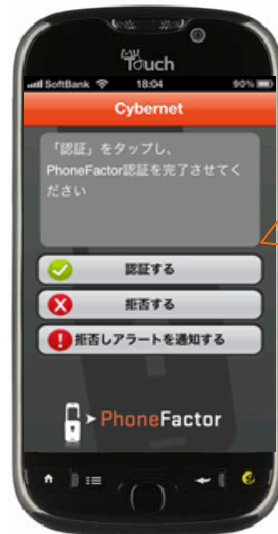 my
Touch
SoftBank 18:04 90%
Cybernet
「認証」をタップし、
PhoneFactor認証を完了させてく
ださい
認証する
拒否する
拒否しアラートを通知する
PhoneFactor